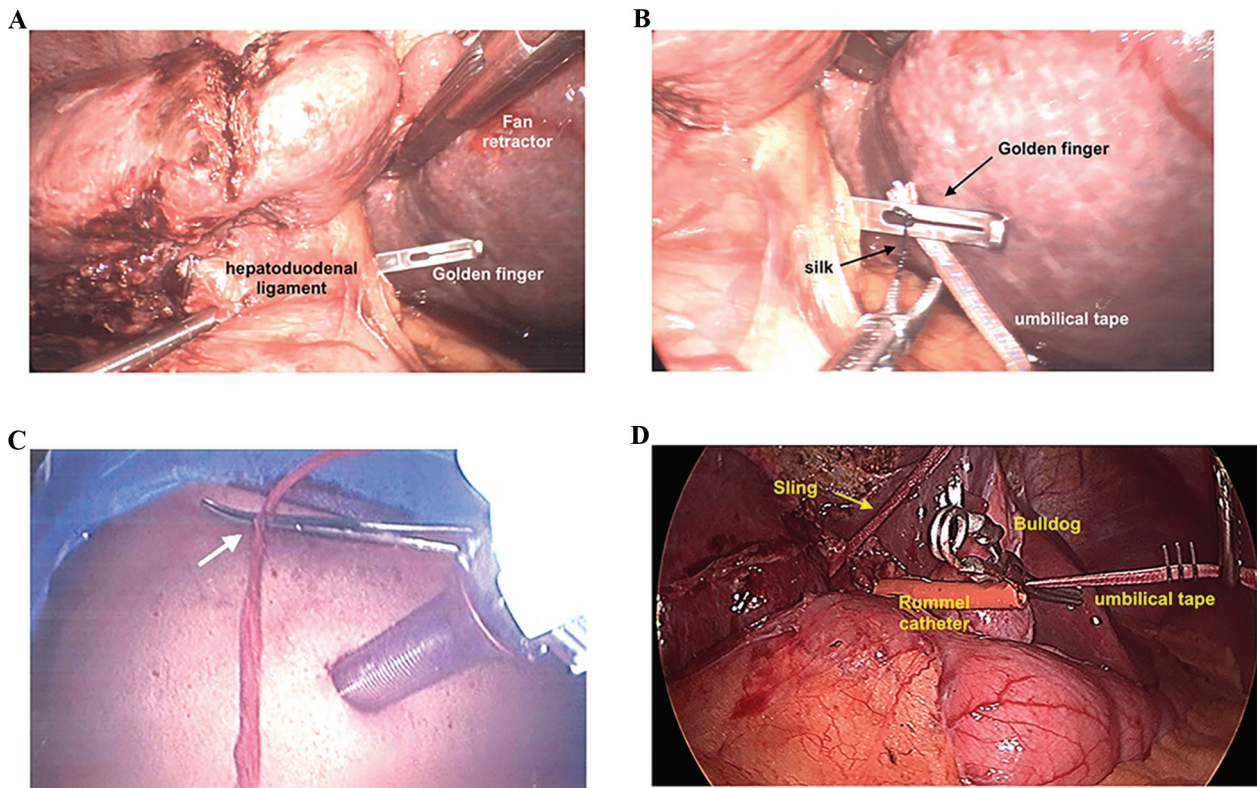 A
Fan
retractor
hepatoduodenal
ligament
Golden finger
B
Golden finger
silk
umbilical tape
C
D
Sling
Bulldog
Rummel
catheter
umbilical tape